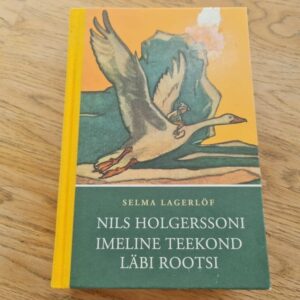 SELMA LAGERLÖF
NILS HOLGERSSONI
IMELINE TEEKOND
LÄBI ROOTSI